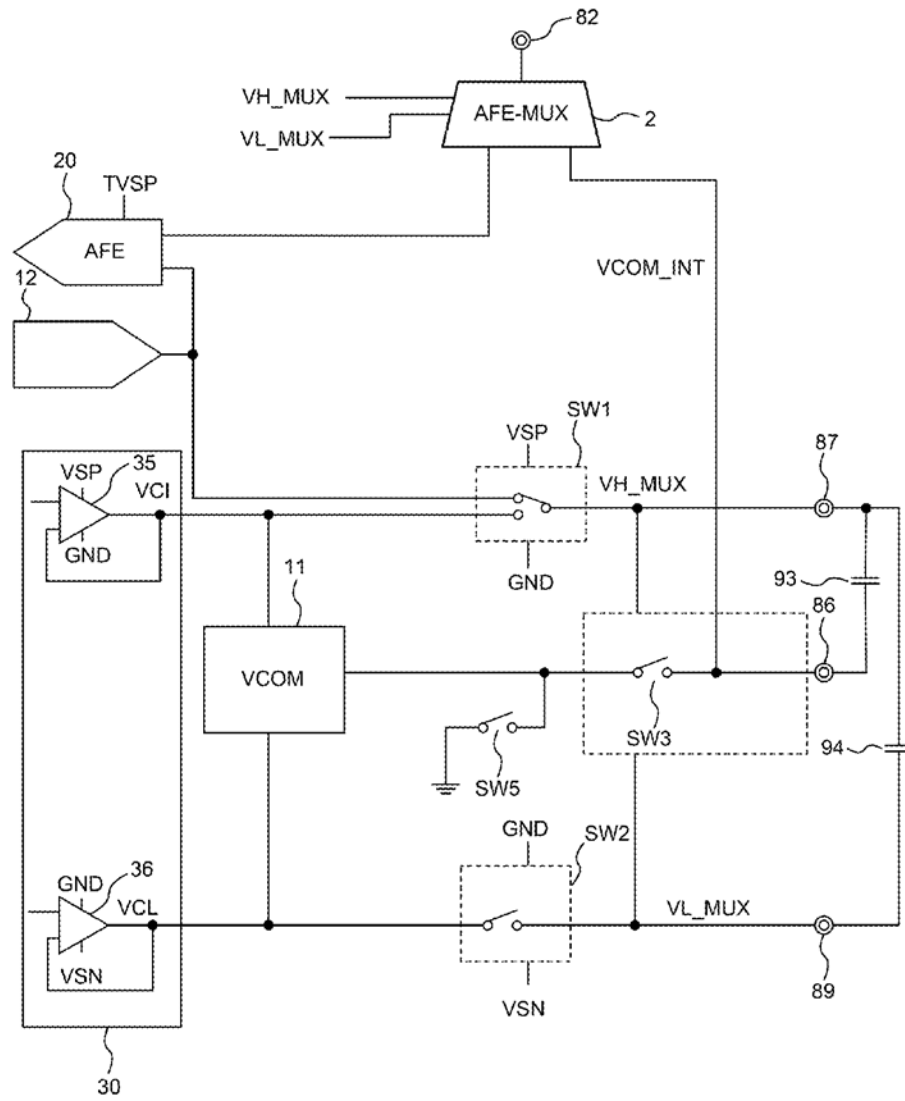 82
VH_MUX
AFE-MUX
2
VL_MUX
20
TVSP
AFE
VCOM_INT
12
SW1
VSP
87
35
VSP
VCI
VH_MUX
GND
GND
93
11
86
VCOM
SW3
94
SW5
GND
SW2
36
GND
VCL
VL_MUX
VSN
VSN
89
30